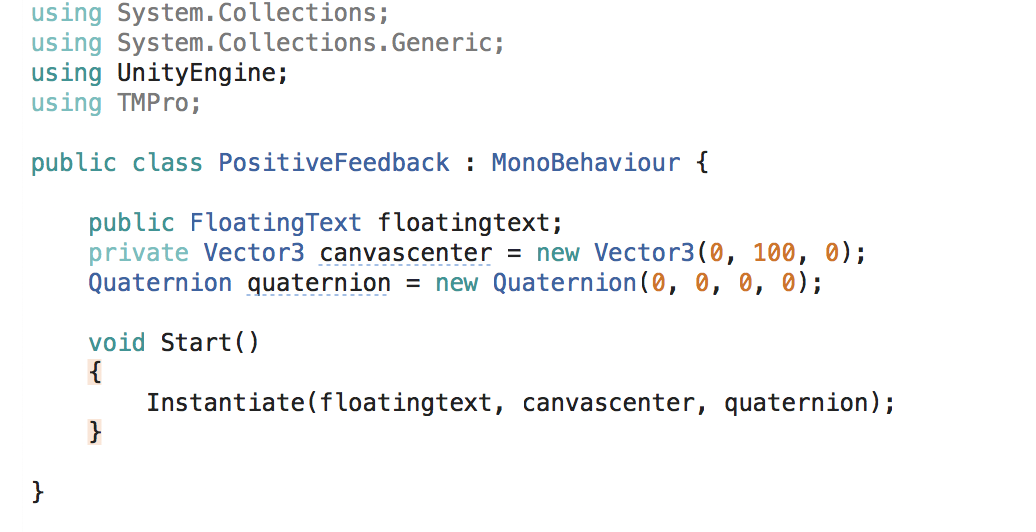 using System.Collections;
using System.Collections.Generic;
using UnityEngine;
using TMPro;
public class PositiveFeedback : MonoBehaviour {
public FloatingText floatingtext;
private Vector3 canvascenter = new Vector3(0, 100, 0);
Quaternion quaternion = new Quaternion(0, 0, 0, 0);
void Start()
{
Instantiate(floatingtext, canvascenter, quaternion);
}
}